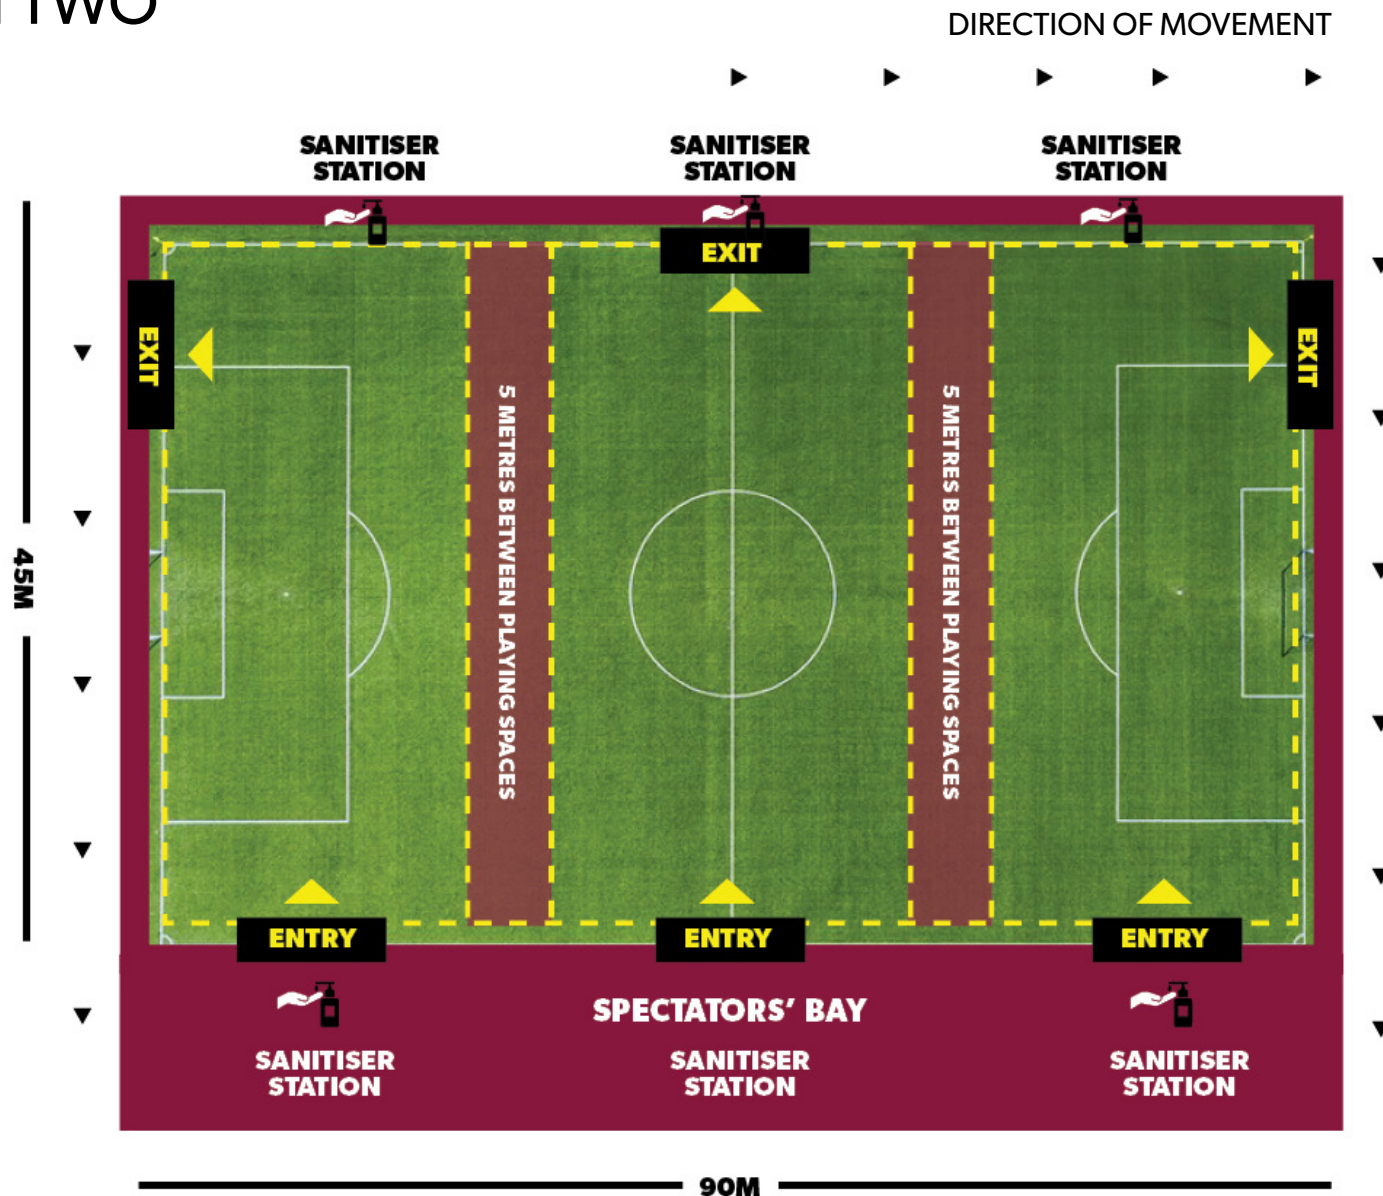 TWO
DIRECTION OF MOVEMENT
SANITISER
STATION
SANITISER
STATION
SANITISER
STATION
EXIT
EXIT
EXIT
45M
5 METRES BETWEEN PLAYING SPACES
5 METRES BETWEEN PLAYING SPACES
ENTRY
ENTRY
ENTRY
SPECTATORS’ BAY
SANITISER
STATION
SANITISER
STATION
SANITISER
STATION
90M